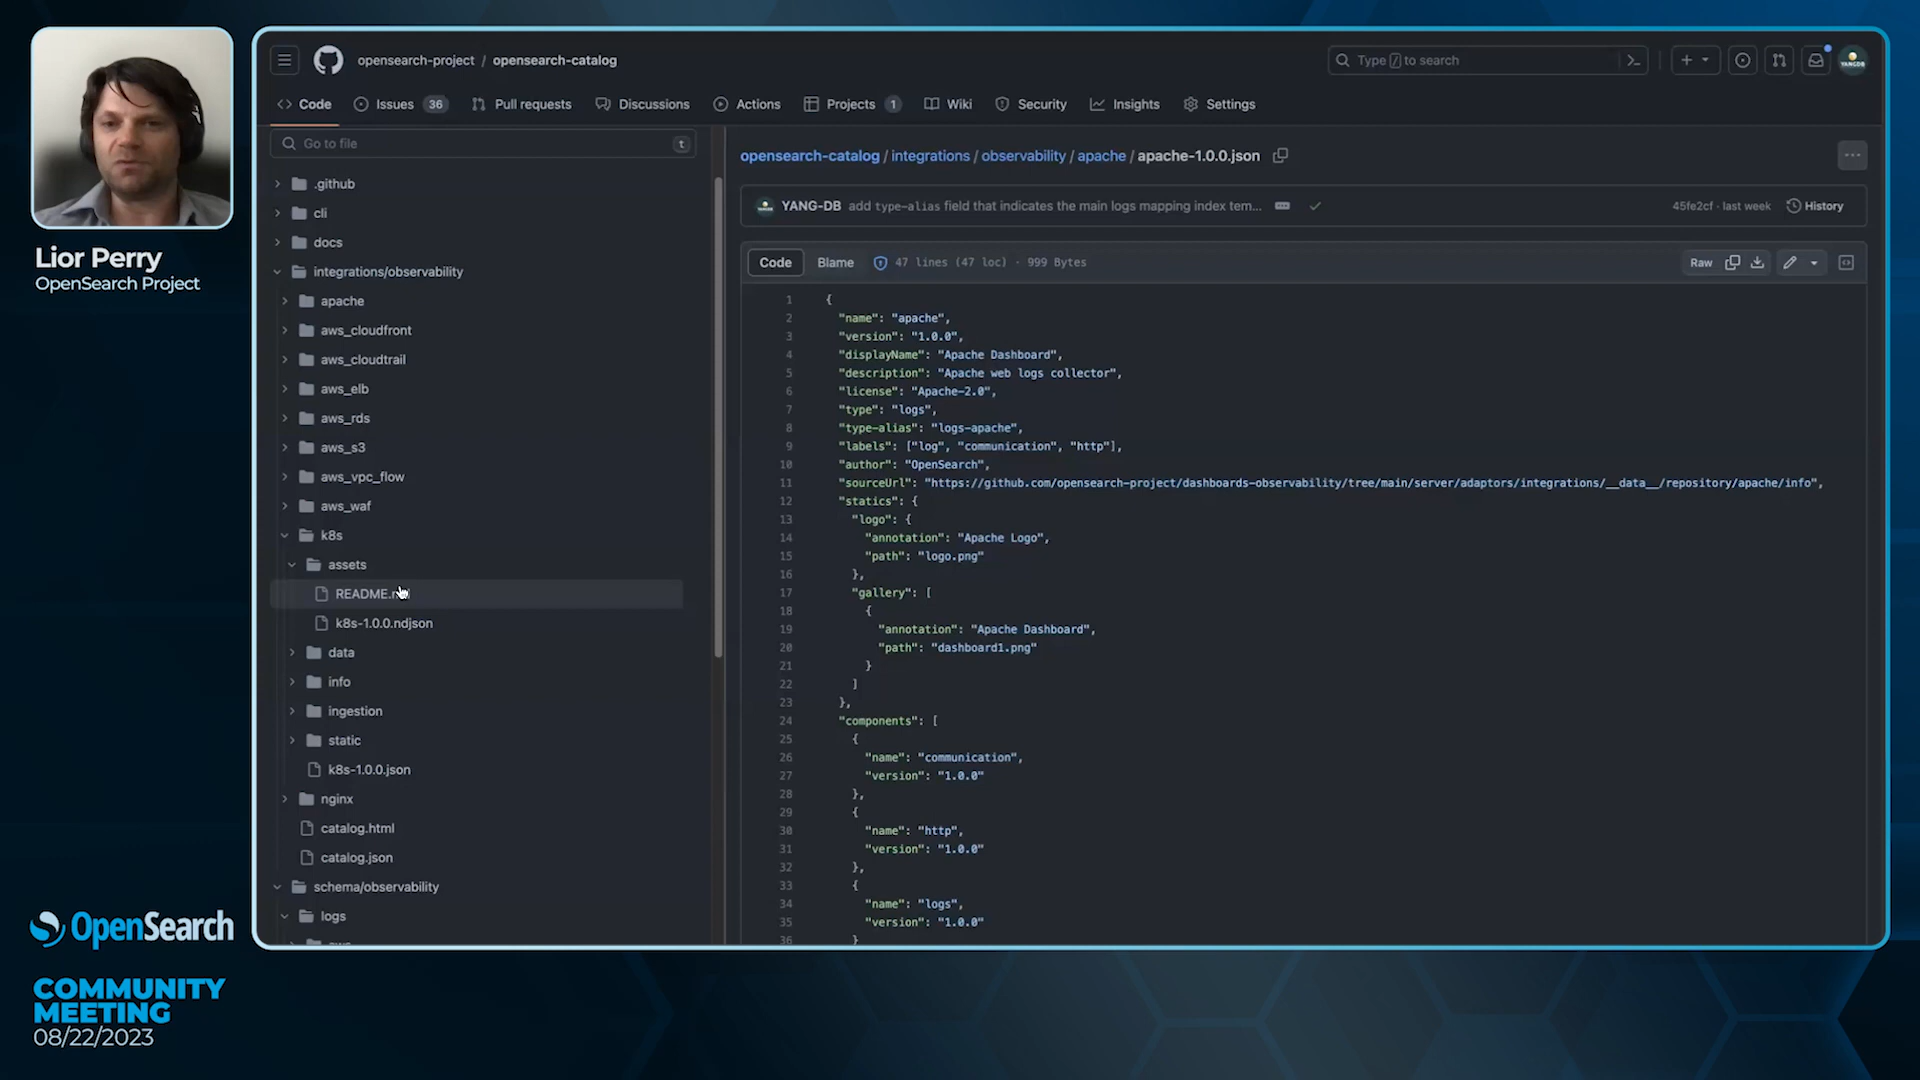 opensearch-project / opensearch-catalog
Type / to search
YANGDB
Code
Issues 36
Pull requests
Discussions
Actions
Projects 1
Wiki
Security
Insights
Settings
Go to file
t
.github
cli
docs
integrations/observability
apache
aws_cloudfront
aws_cloudtrail
aws_elb
aws_rds
aws_s3
aws_vpc_flow
aws_waf
k8s
assets
README.
k8s-1.0.0.ndjson
data
info
ingestion
static
k8s-1.0.0.json
nginx
catalog.html
catalog.json
schema/observability
logs
opensearch-catalog / integrations / observability / apache / apache-1.0.0.json
YANG-DB add type-alias field that indicates the main logs mapping index tem...
45fe2cf · last week
History
Code
Blame
47 lines (47 loc) · 999 Bytes
Raw
1 {
2 "name": "apache",
3 "version": "1.0.0",
4 "displayName": "Apache Dashboard",
5 "description": "Apache web logs collector",
6 "license": "Apache-2.0",
7 "type": "logs",
8 "type-alias": "logs-apache",
9 "labels": ["log", "communication", "http"],
10 "author": "OpenSearch",
11 "sourceUrl": "https://github.com/opensearch-project/dashboards-observability/tree/main/server/adaptors/integrations/__data__/repository/apache/info",
12 "statics": {
13 "logo": {
14 "annotation": "Apache Logo",
15 "path": "logo.png"
16 },
17 "gallery": [
18 {
19 "annotation": "Apache Dashboard",
20 "path": "dashboard1.png"
21 }
22 ]
23 },
24 "components": [
25 {
26 "name": "communication",
27 "version": "1.0.0"
28 },
29 {
30 "name": "http",
31 "version": "1.0.0"
32 },
33 {
34 "name": "logs",
35 "version": "1.0.0"
36 }
Lior Perry
OpenSearch Project
OpenSearch
COMMUNITY
MEETING
08/22/2023